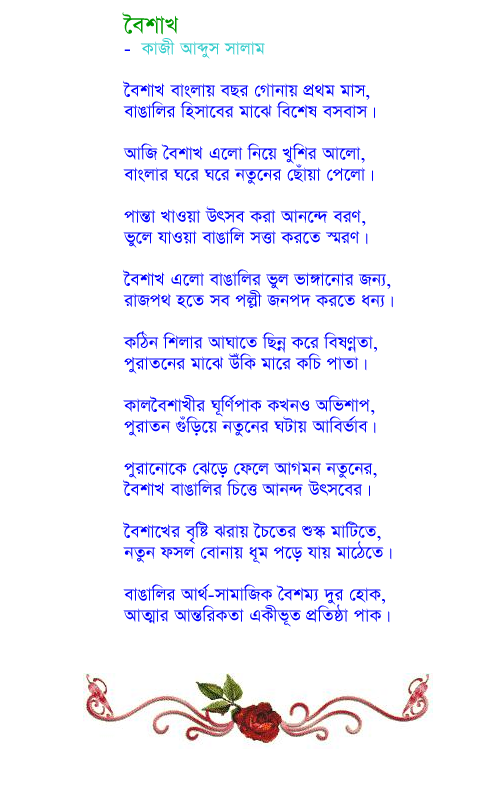 বৈশাখ
- কাজী আব্দুস সালাম
বৈশাখ বাংলায় বছর গোনায় প্রথম মাস,
বাঙালির হিসাবের মাঝে বিশেষ বসবাস।
আজি বৈশাখ এলো নিয়ে খুশির আলো,
বাংলার ঘরে ঘরে নতুনের ছোঁয়া পেলো।
পান্তা খাওয়া উৎসব করা আনন্দে বরণ,
ভুলে যাওয়া বাঙালি সত্তা করতে স্মরণ।
বৈশাখ এলো বাঙালির ভুল ভাঙ্গানোর জন্য,
রাজপথ হতে সব পল্লী জনপদ করতে ধন্য।
কঠিন শিলার আঘাতে ছিন্ন করে বিষণ্ণতা,
পুরাতনের মাঝে উঁকি মারে কচি পাতা।
কালবৈশাখীর ঘূর্ণিপাক কখনও অভিশাপ,
পুরাতন গুঁড়িয়ে নতুনের ঘটায় আবির্ভাব।
পুরানোকে ঝেড়ে ফেলে আগমন নতুনের,
বৈশাখ বাঙালির চিত্তে আনন্দ উৎসবের।
বৈশাখের বৃষ্টি ঝরায় চৈতের শুস্ক মাটিতে,
নতুন ফসল বোনায় ধূম পড়ে যায় মাঠেতে।
বাঙালির আর্থ-সামাজিক বৈশম্য দুর হোক,
আত্মার আন্তরিকতা একীভূত প্রতিষ্ঠা পাক।